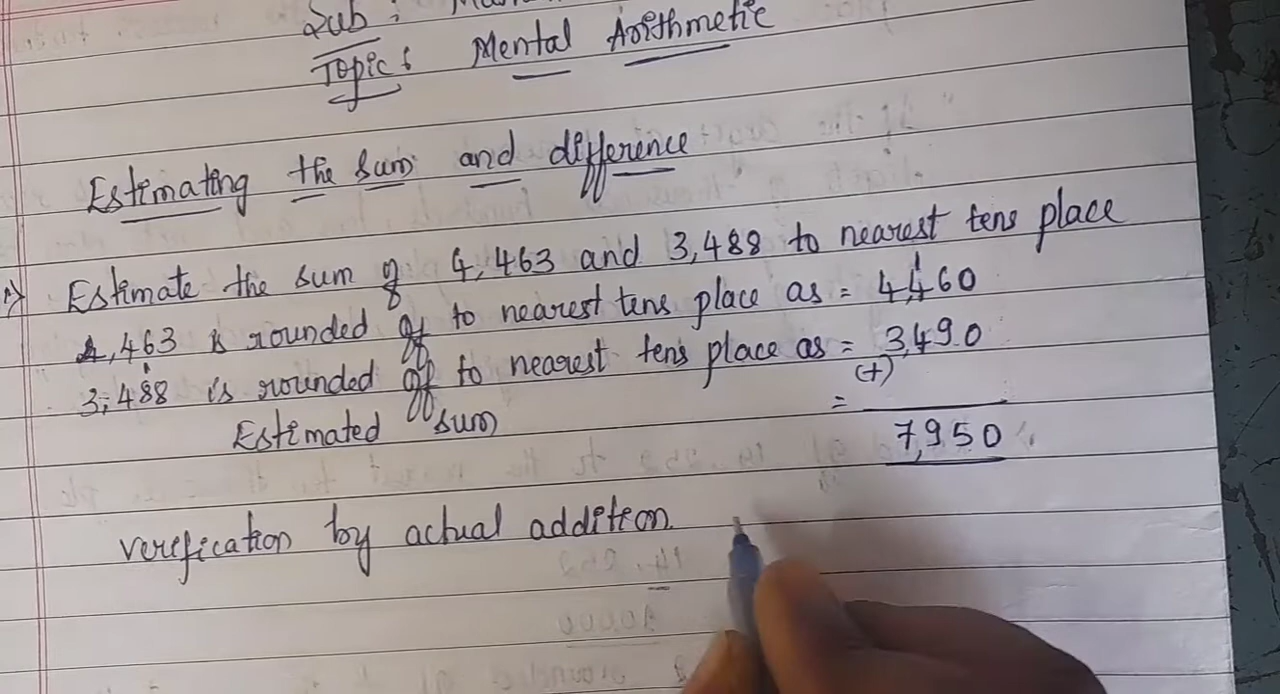 Sub :
Topic : Mental Arithmetic
Estimating the sum and difference
1) Estimate the sum of 4,463 and 3,488 to nearest tens place
4,463 is rounded off to nearest tens place as = 4,460
3,488 is rounded off to nearest tens place as = 3,490
(+)
Estimated sum = 7,950
verification by actual addition.